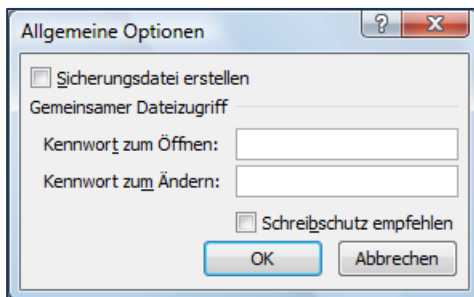 Allgemeine Optionen
Sicherungsdatei erstellen
Gemeinsamer Dateizugriff
Kennwort zum Öffnen:
Kennwort zum Ändern:
Schreibschutz empfehlen
OK Abbrechen